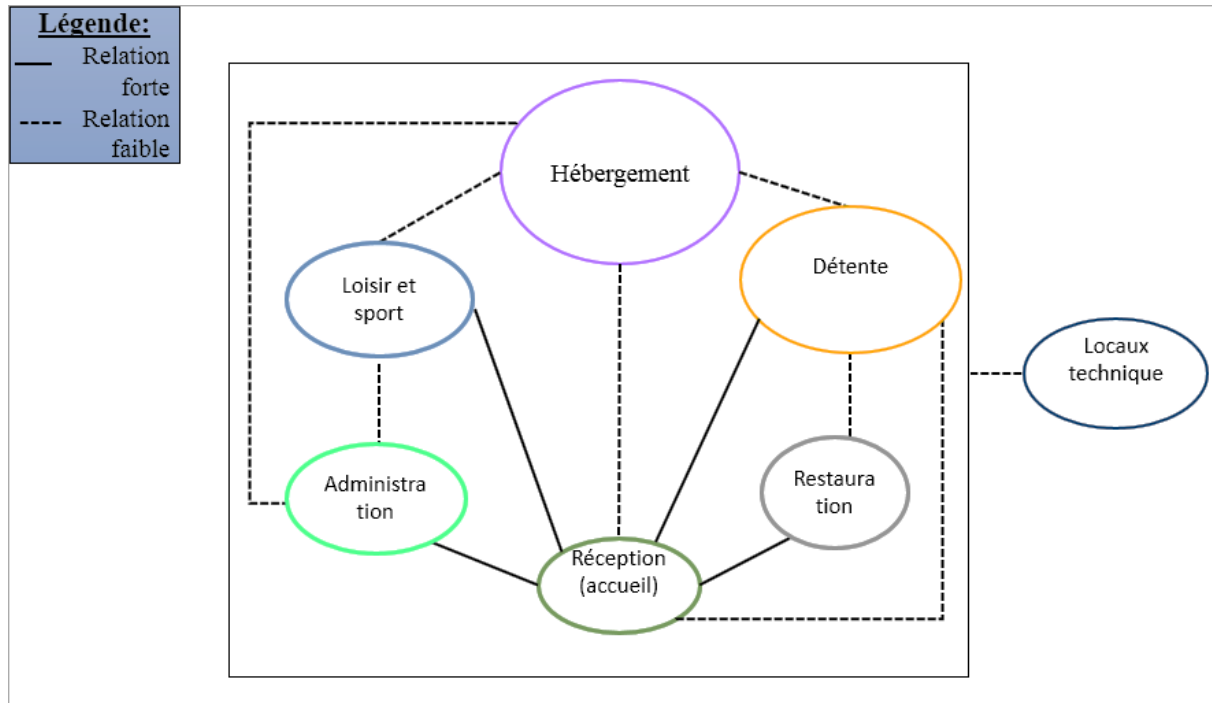 Légende:
Relation
forte
Relation
faible
Hébergement
Détente
Loisir et
sport
Locaux
technique
Administra
tion
Restaura
tion
Réception
(accueil)